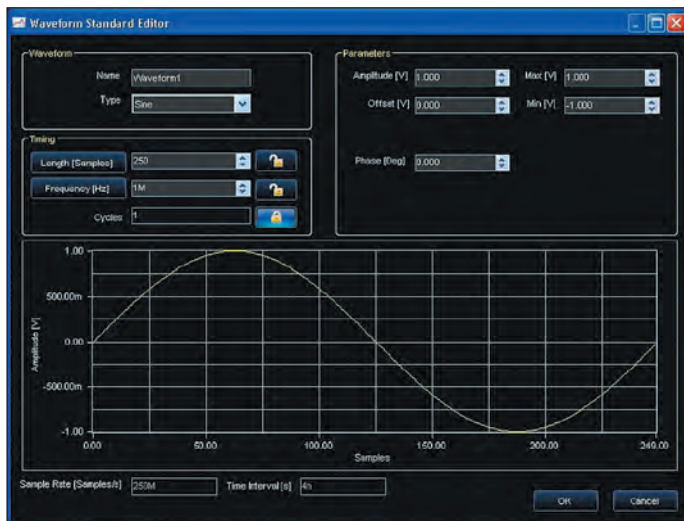 Waveform Standard Editor
Waveform
Name Waveform1
Type Sine
Timing
Length [Samples] 250
Frequency [Hz] 1M
Cycles 1
Parameters
Amplitude [V] 1.000 Max [V] 1.000
Offset [V] 0.000 Min [V] -1.000
Phase [Deg] 0.000
Amplitude [V]
1.00
500.00m
0.00
-500.00m
-1.00
0.00 50.00 100.00 150.00 200.00 249.00
Samples
Sample Rate [Samples/s] 250M Time Interval [s] 4n
OK Cancel